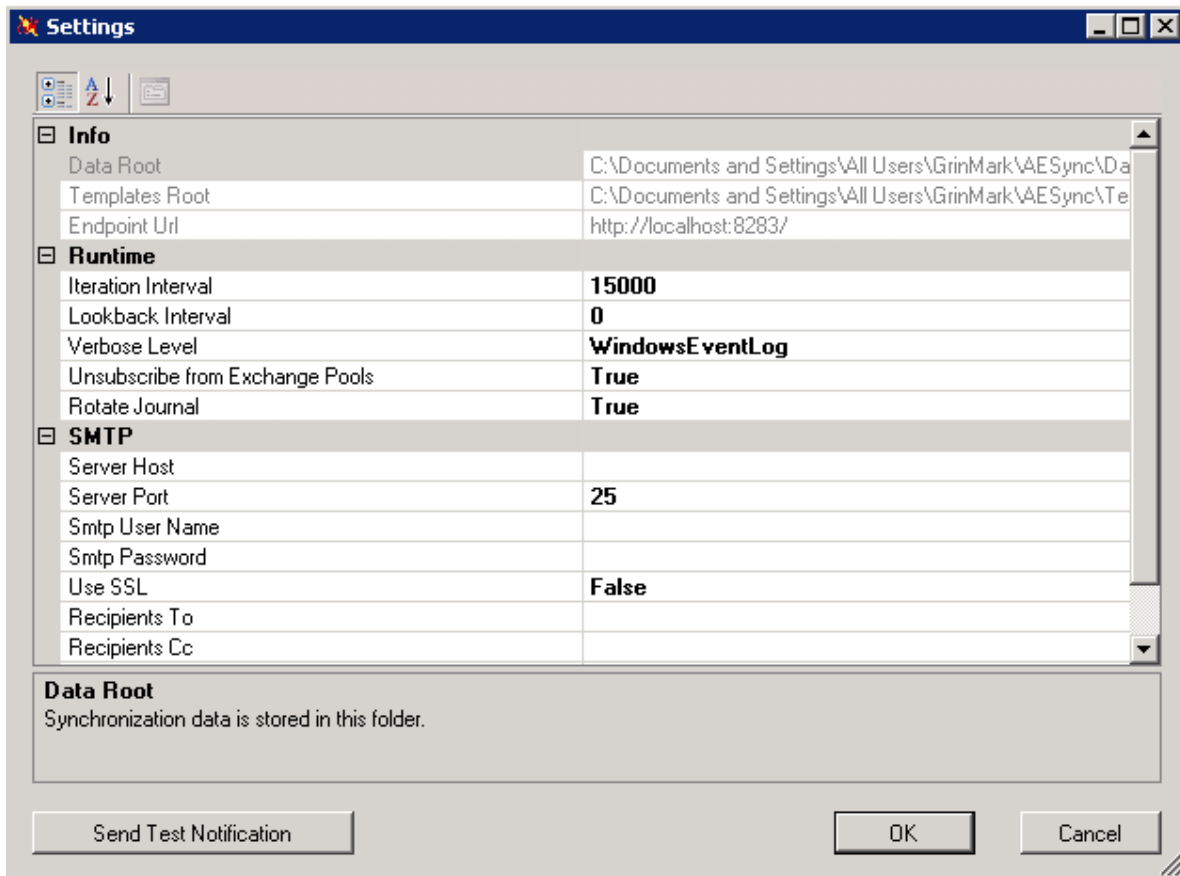 Settings
Info
Data Root C:\Documents and Settings\All Users\GrinMark\AESync\Da
Templates Root C:\Documents and Settings\All Users\GrinMark\AESync\Te
Endpoint Url http://localhost:8283/
Runtime
Iteration Interval 15000
Lookback Interval 0
Verbose Level WindowsEventLog
Unsubscribe from Exchange Pools True
Rotate Journal True
SMTP
Server Host
Server Port 25
Smtp User Name
Smtp Password
Use SSL False
Recipients To
Recipients Cc
Data Root
Synchronization data is stored in this folder.
Send Test Notification OK Cancel